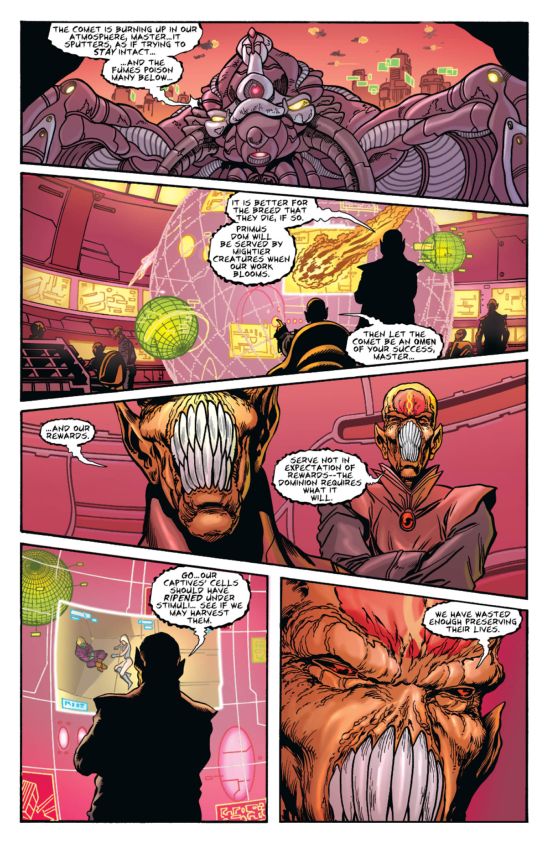 THE COMET IS BURNING UP IN OUR
ATMOSPHERE, MASTER...IT
SPUTTERS, AS IF TRYING TO
STAY INTACT...
...AND THE
FUMES POISON
MANY BELOW...
IT IS BETTER FOR
THE BREED THAT
THEY DIE, IF SO.
PRIMUS
DOM WILL
BE SERVED BY
MIGHTIER
CREATURES WHEN
OUR WORK
BLOOMS.
THEN LET THE
COMET BE AN OMEN
OF YOUR SUCCESS,
MASTER...
...AND OUR
REWARDS.
SERVE NOT IN
EXPECTATION OF
REWARDS--THE
DOMINION REQUIRES
WHAT IT
WILL.
GO...OUR
CAPTIVES' CELLS
SHOULD HAVE
RIPENED UNDER
STIMULI... SEE IF WE
MAY HARVEST
THEM.
WE HAVE WASTED
ENOUGH PRESERVING
THEIR LIVES.